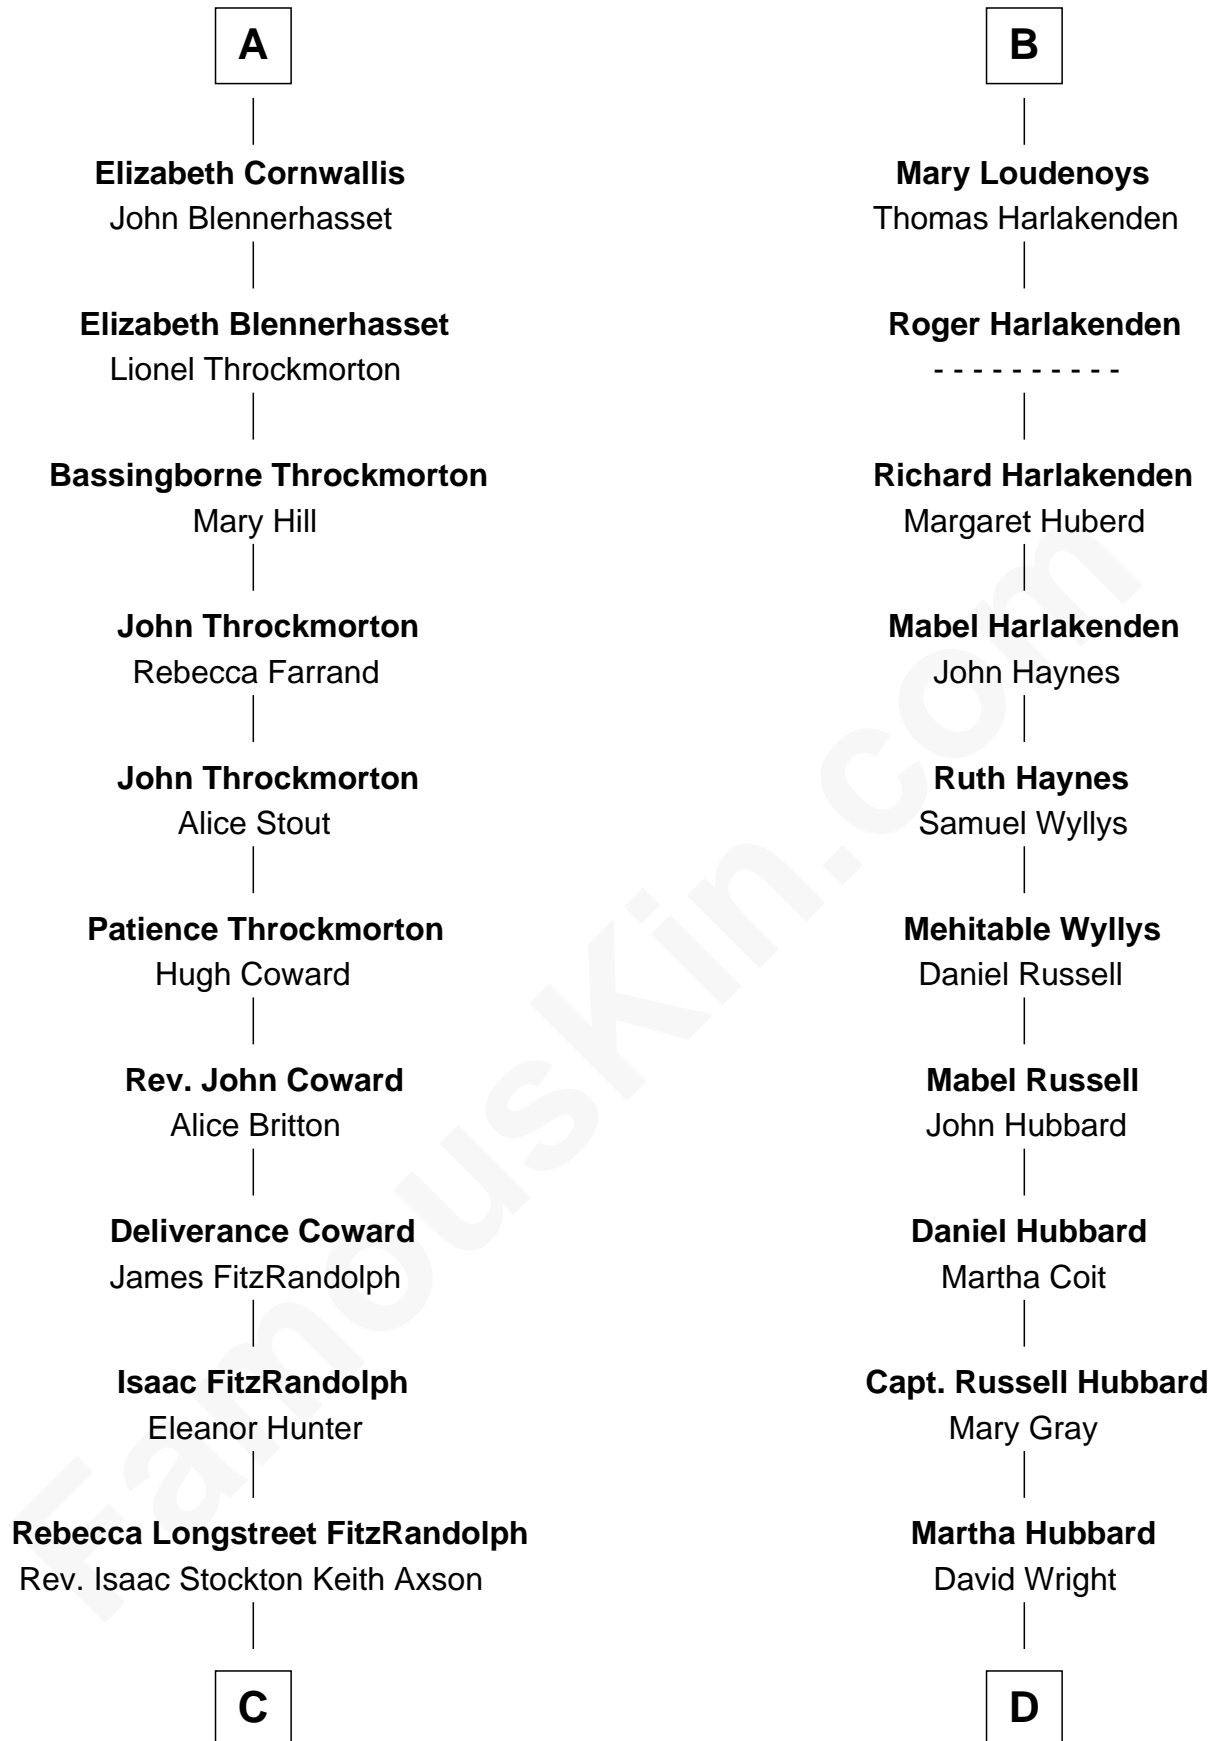 A
Elizabeth Cornwallis
John Blennerhasset
Elizabeth Blennerhasset
Lionel Throckmorton
Bassingborne Throckmorton
Mary Hill
John Throckmorton
Rebecca Farrand
John Throckmorton
Alice Stout
Patience Throckmorton
Hugh Coward
Rev. John Coward
Alice Britton
Deliverance Coward
James FitzRandolph
Isaac FitzRandolph
Eleanor Hunter
Rebecca Longstreet FitzRandolph
Rev. Isaac Stockton Keith Axson
C
B
Mary Loudenoys
Thomas Harlakenden
Roger Harlakenden
- - - - - - - - - -
Richard Harlakenden
Margaret Huberd
Mabel Harlakenden
John Haynes
Ruth Haynes
Samuel Wyllys
Mehitable Wyllys
Daniel Russell
Mabel Russell
John Hubbard
Daniel Hubbard
Martha Coit
Capt. Russell Hubbard
Mary Gray
Martha Hubbard
David Wright
D
FamousKin.com